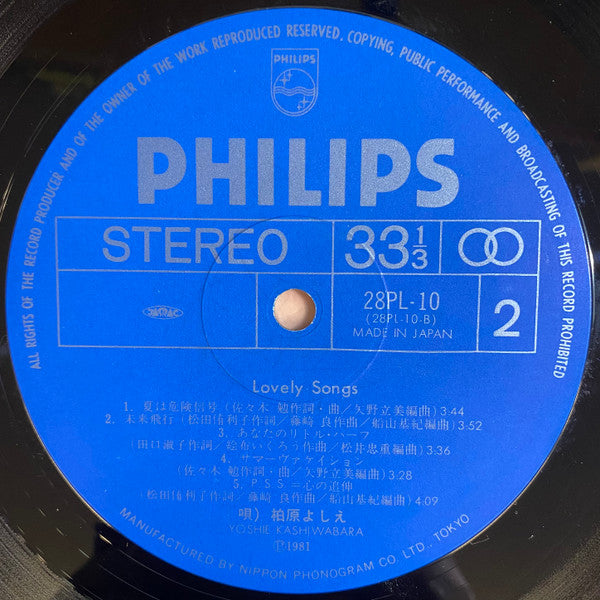 ALL RIGHTS OF THE RECORD PRODUCER AND OF THE OWNER OF THE WORK REPRODUCED RESERVED. COPYING, PUBLIC PERFORMANCE AND BROADCASTING OF THIS RECORD PROHIBITED
PHILIPS
PHILIPS
STEREO 33⅓
28PL-10
(28PL-10-B)
MADE IN JAPAN
2
Lovely Songs
1. 夏は危険信号 (佐々木 勉作詞・曲/矢野立美編曲) 3:44
2. 未来飛行 (松田侑利子作詞/藤崎 良作曲/船山基紀編曲) 3:52
3. あなたのリトル・ハーフ
(田口淑子作詞/絵布いくろう作曲/松井忠重編曲) 3:36
4. サマーヴァケイション
(佐々木 勉作詞・曲/矢野立美編曲) 3:28
5. P.S.S.=心の追伸
(松田侑利子作詞/藤崎 良作曲/船山基紀編曲) 4:09
唄) 柏原よしえ
YOSHIE KASHIWABARA
Ⓟ1981
MANUFACTURED BY NIPPON PHONOGRAM CO. LTD., TOKYO